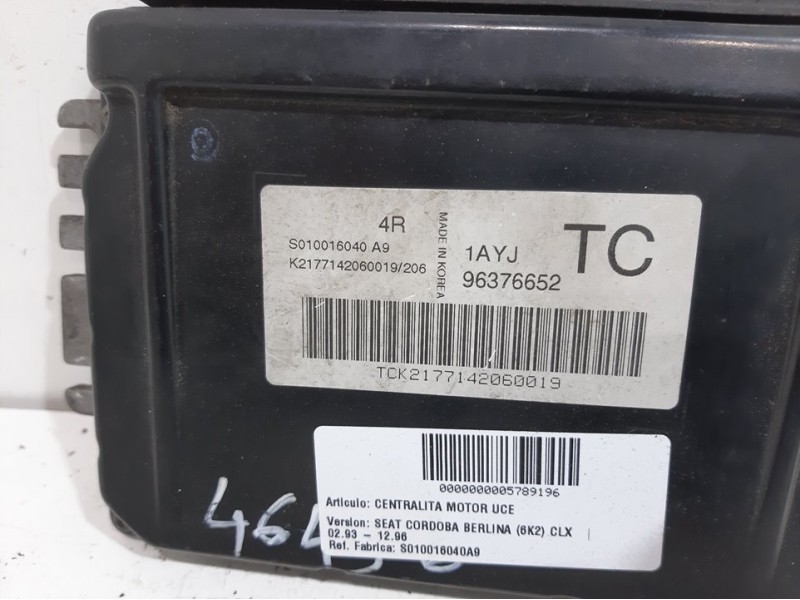 4R
S010016040 A9
K2177142060019/206
MADE IN KOREA
1AYJ
96376652
TC
TCK2177142060019
0000000005789196
Articulo: CENTRALITA MOTOR UCE
Version: SEAT CORDOBA BERLINA (6K2) CLX |
02.93 - 12.96
Ref. Fabrica: S010016040A9